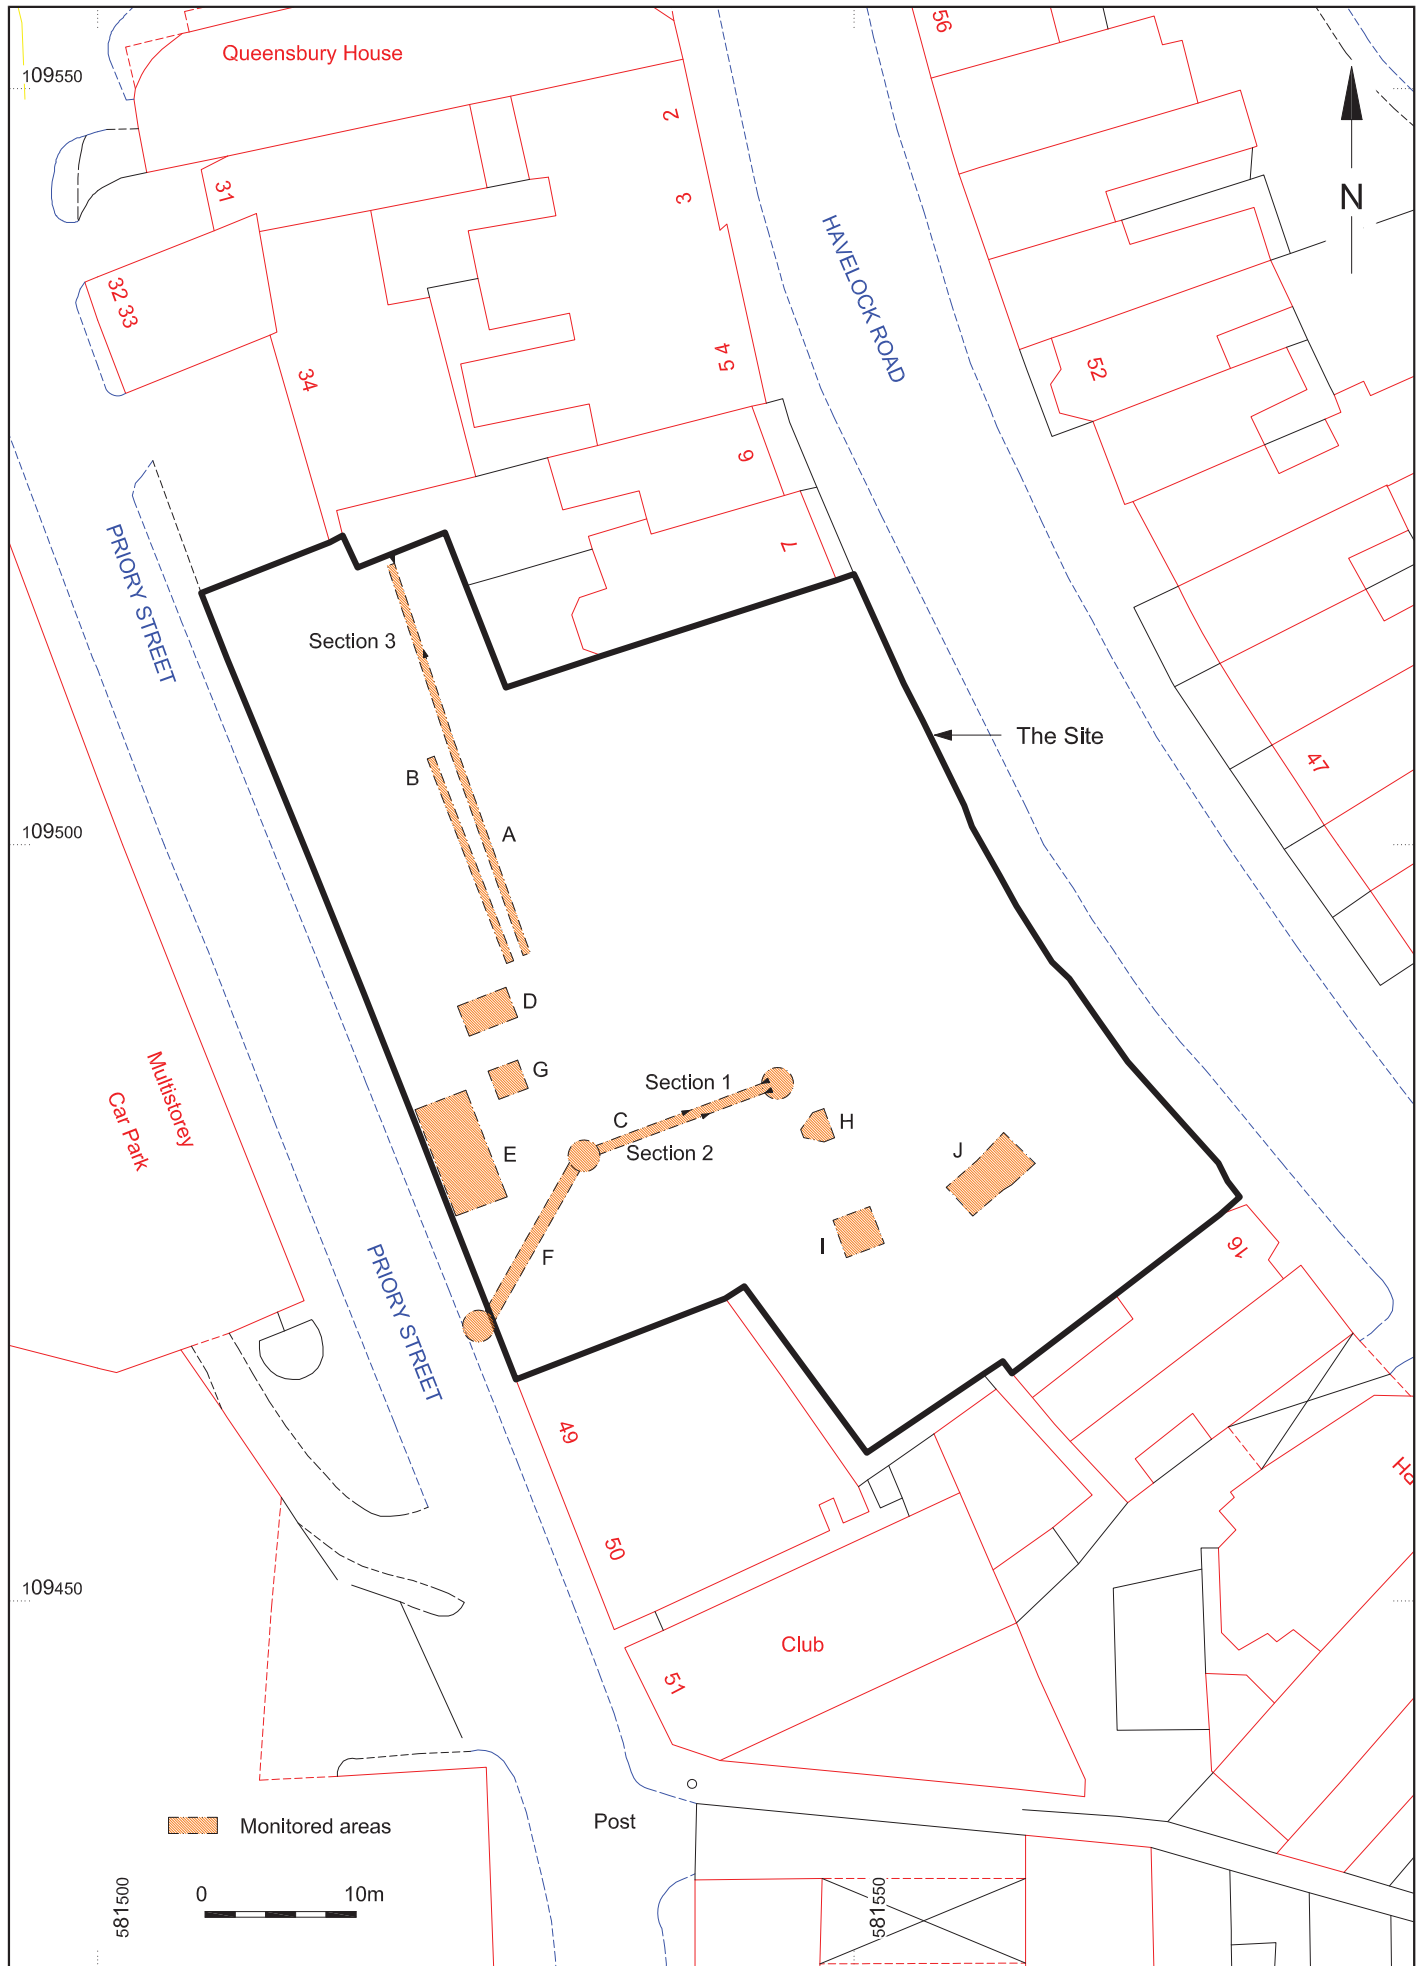 Queensbury House
56
109550
2
31
3
N
HAVELOCK ROAD
32 33
5 4
52
34
6
7
PRIORY STREET
Section 3
The Site
47
B
A
109500
D
G
Multistorey
Car Park
Section 1
C
H
Section 2
E
J
F
I
16
PRIORY STREET
49
50
109450
Club
51
Post
Monitored areas
0
10m
581500
581550